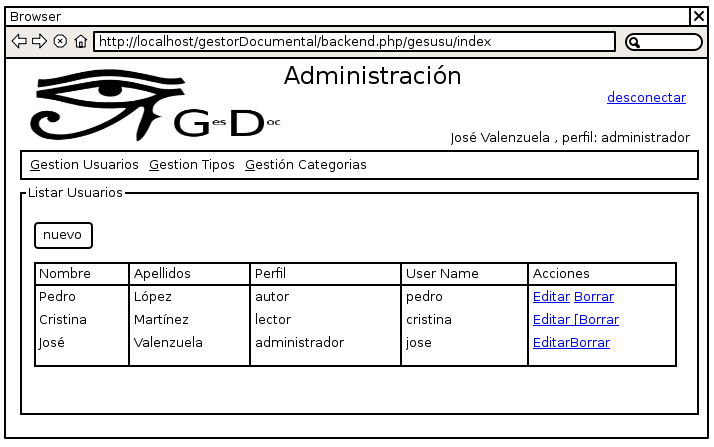 Browser
http://localhost/gestorDocumental/backend.php/gesusu/index
Administración
desconectar
GesDoc
José Valenzuela , perfil: administrador
Gestion Usuarios Gestion Tipos Gestión Categorias
Listar Usuarios
nuevo
Nombre Apellidos Perfil User Name Acciones
Pedro López autor pedro Editar Borrar
Cristina Martínez lector cristina Editar [Borrar
José Valenzuela administrador jose EditarBorrar